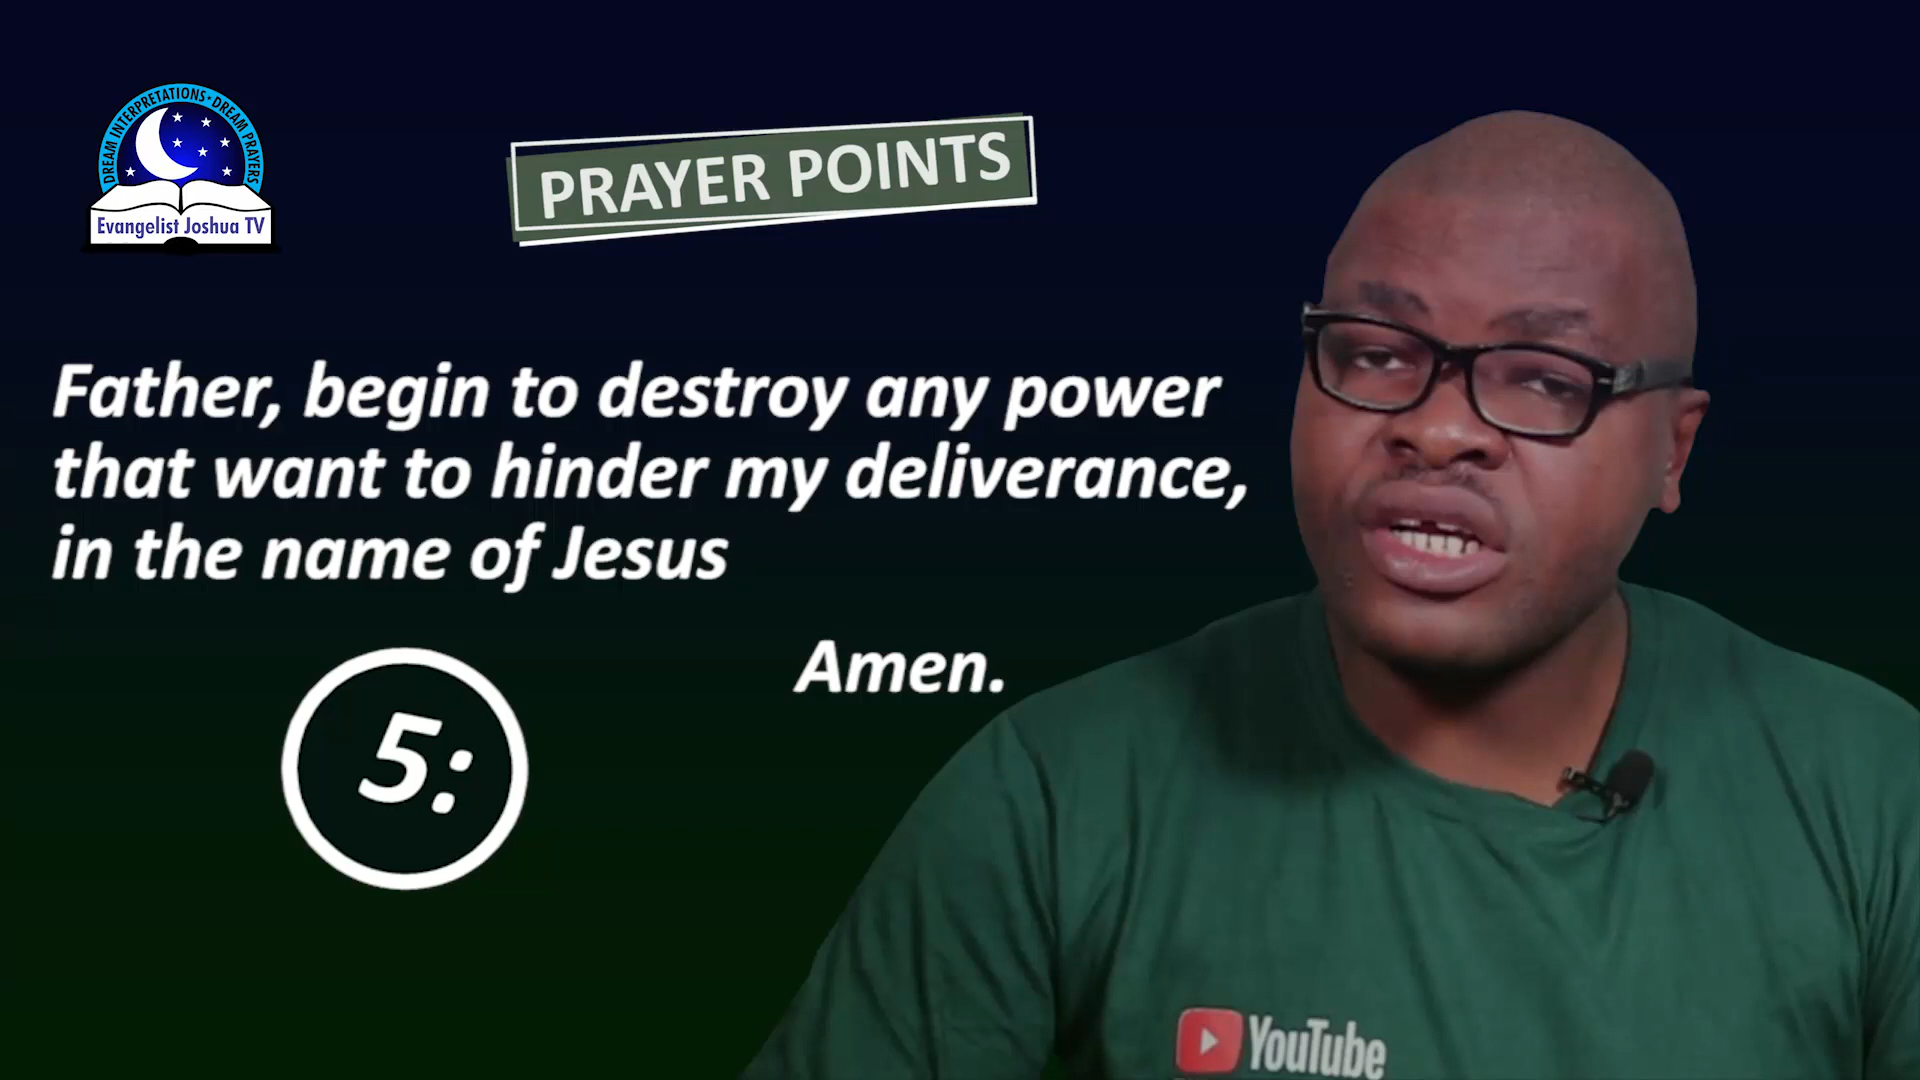 DREAM INTERPRETATIONS • DREAM PRAYERS
Evangelist Joshua TV
PRAYER POINTS
Father, begin to destroy any power
that want to hinder my deliverance,
in the name of Jesus
Amen.
5:
YouTube